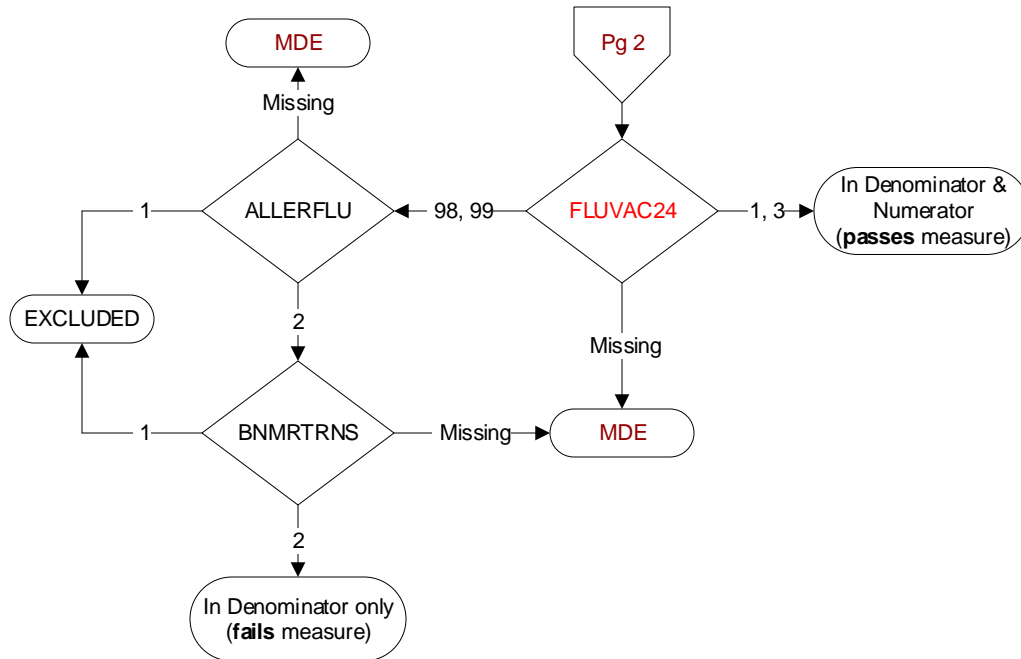 MDE
Pg 2
Missing
1
ALLERFLU
98, 99
FLUVAC24
1, 3
In Denominator &
Numerator
(passes measure)
EXCLUDED
2
Missing
1
BNMRTRNS
Missing
MDE
2
In Denominator only
(fails measure)